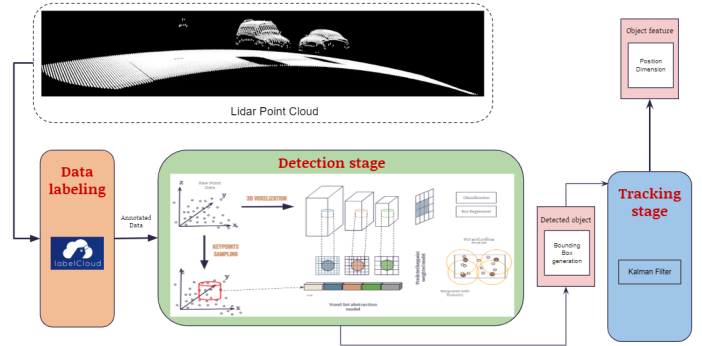 Lidar Point Cloud
Data
labeling
labelCloud
Annotated
Data
Detection stage
Raw Point
Data
Z
y
x
3D VOXELIZATION
KEYPOINTS
SAMPLING
Z
y
x
Classification
Box Regression
Voxel Set abstraction
model
Detected object
Bounding
Box
generation
Tracking
stage
Kalman Filter
Object feature
Position
Dimension